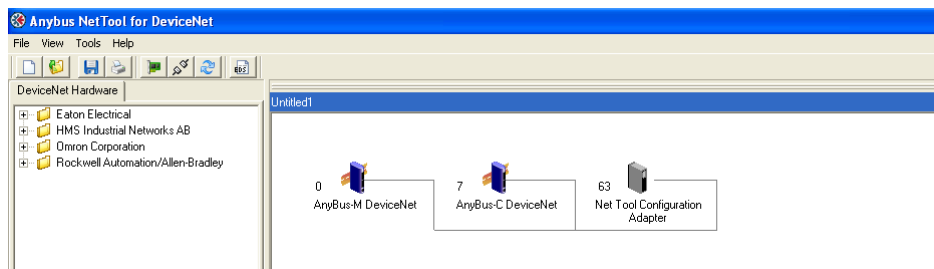 Anybus NetTool for DeviceNet
File View Tools Help
EDS
DeviceNet Hardware
Untitled1
Eaton Electrical
HMS Industrial Networks AB
Omron Corporation
Rockwell Automation/Allen-Bradley
0
AnyBus-M DeviceNet
7
AnyBus-C DeviceNet
63
Net Tool Configuration
Adapter